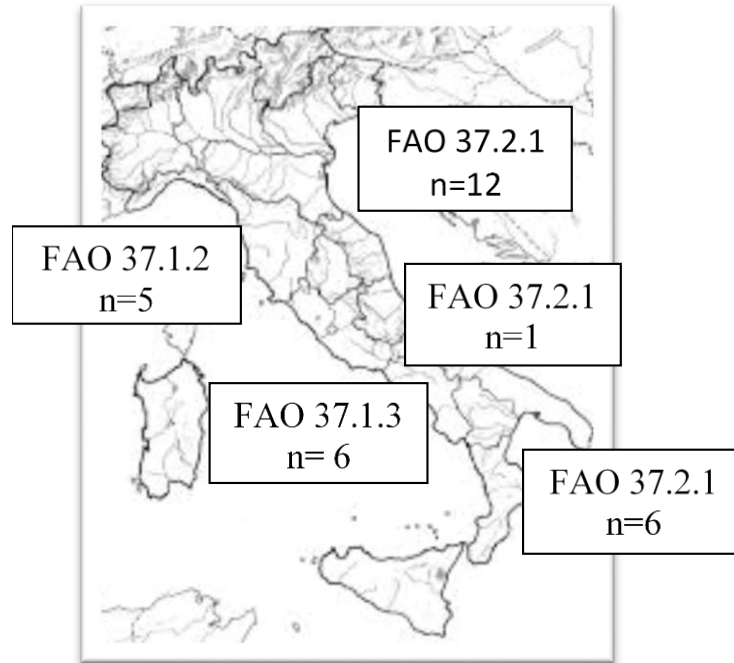 FAO 37.2.1
n=12
FAO 37.1.2
n=5
FAO 37.2.1
n=1
FAO 37.1.3
n= 6
FAO 37.2.1
n=6